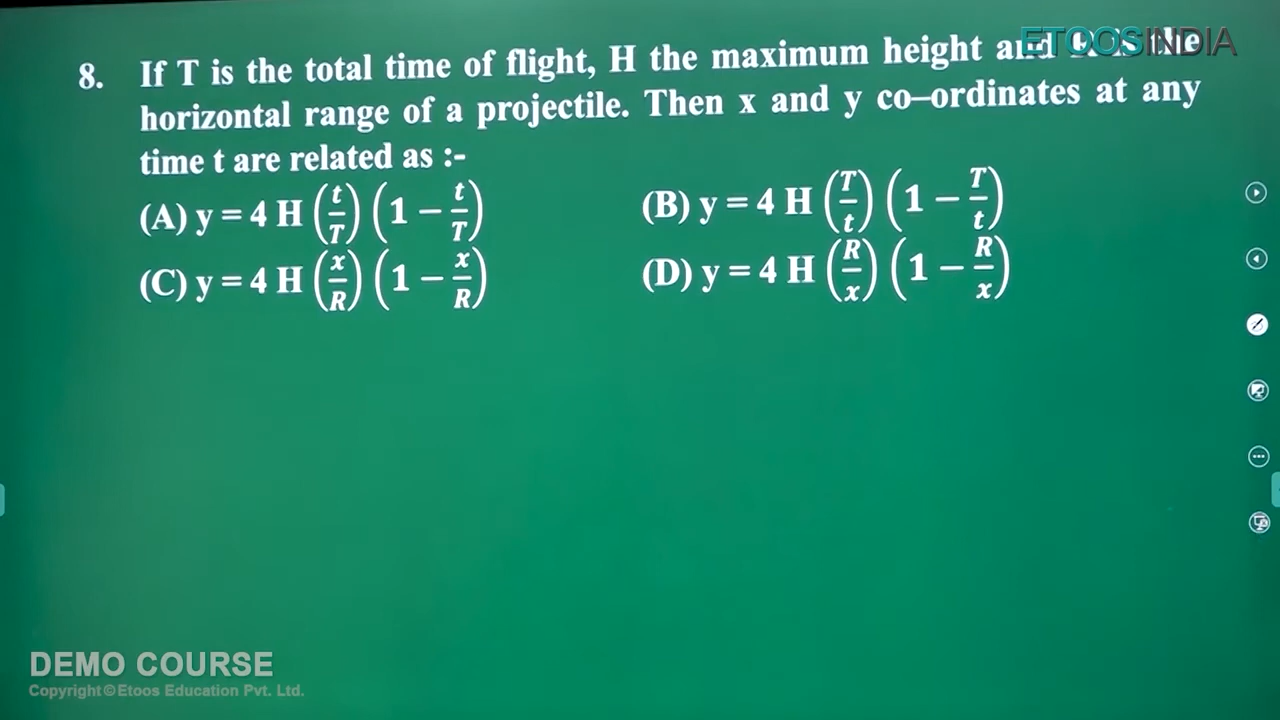 ETOOSINDIA
8. If T is the total time of flight, H the maximum height and is the
horizontal range of a projectile. Then x and y co–ordinates at any
time t are related as :-
(A) y = 4 H (t/T) (1 − t/T)
(B) y = 4 H (T/t) (1 − T/t)
(C) y = 4 H (x/R) (1 − x/R)
(D) y = 4 H (R/x) (1 − R/x)
DEMO COURSE
Copyright © Etoos Education Pvt. Ltd.